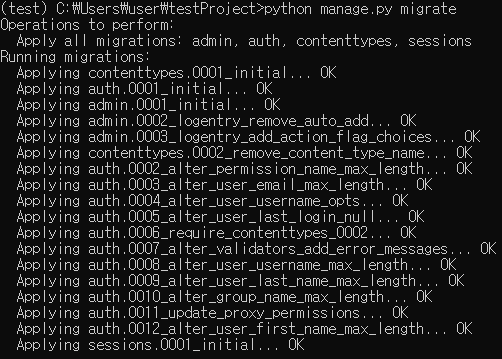 (test) C:₩Users₩user₩testProject>python manage.py migrate
Operations to perform:
  Apply all migrations: admin, auth, contenttypes, sessions
Running migrations:
  Applying contenttypes.0001_initial... OK
  Applying auth.0001_initial... OK
  Applying admin.0001_initial... OK
  Applying admin.0002_logentry_remove_auto_add... OK
  Applying admin.0003_logentry_add_action_flag_choices... OK
  Applying contenttypes.0002_remove_content_type_name... OK
  Applying auth.0002_alter_permission_name_max_length... OK
  Applying auth.0003_alter_user_email_max_length... OK
  Applying auth.0004_alter_user_username_opts... OK
  Applying auth.0005_alter_user_last_login_null... OK
  Applying auth.0006_require_contenttypes_0002... OK
  Applying auth.0007_alter_validators_add_error_messages... OK
  Applying auth.0008_alter_user_username_max_length... OK
  Applying auth.0009_alter_user_last_name_max_length... OK
  Applying auth.0010_alter_group_name_max_length... OK
  Applying auth.0011_update_proxy_permissions... OK
  Applying auth.0012_alter_user_first_name_max_length... OK
  Applying sessions.0001_initial... OK